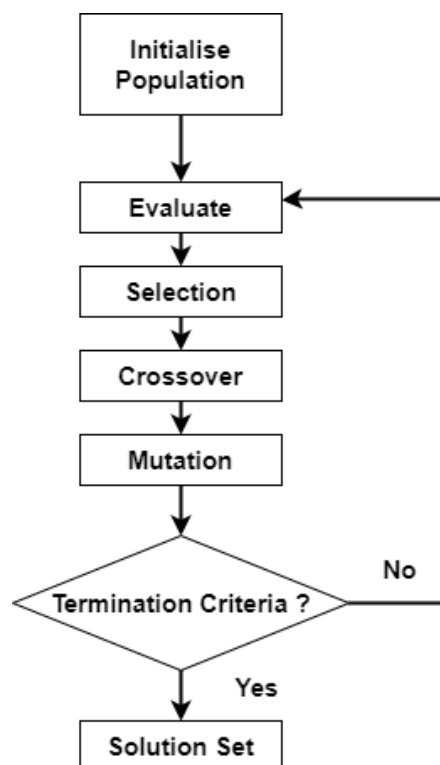 Initialise
Population
Evaluate
Selection
Crossover
Mutation
Termination Criteria ?
No
Yes
Solution Set